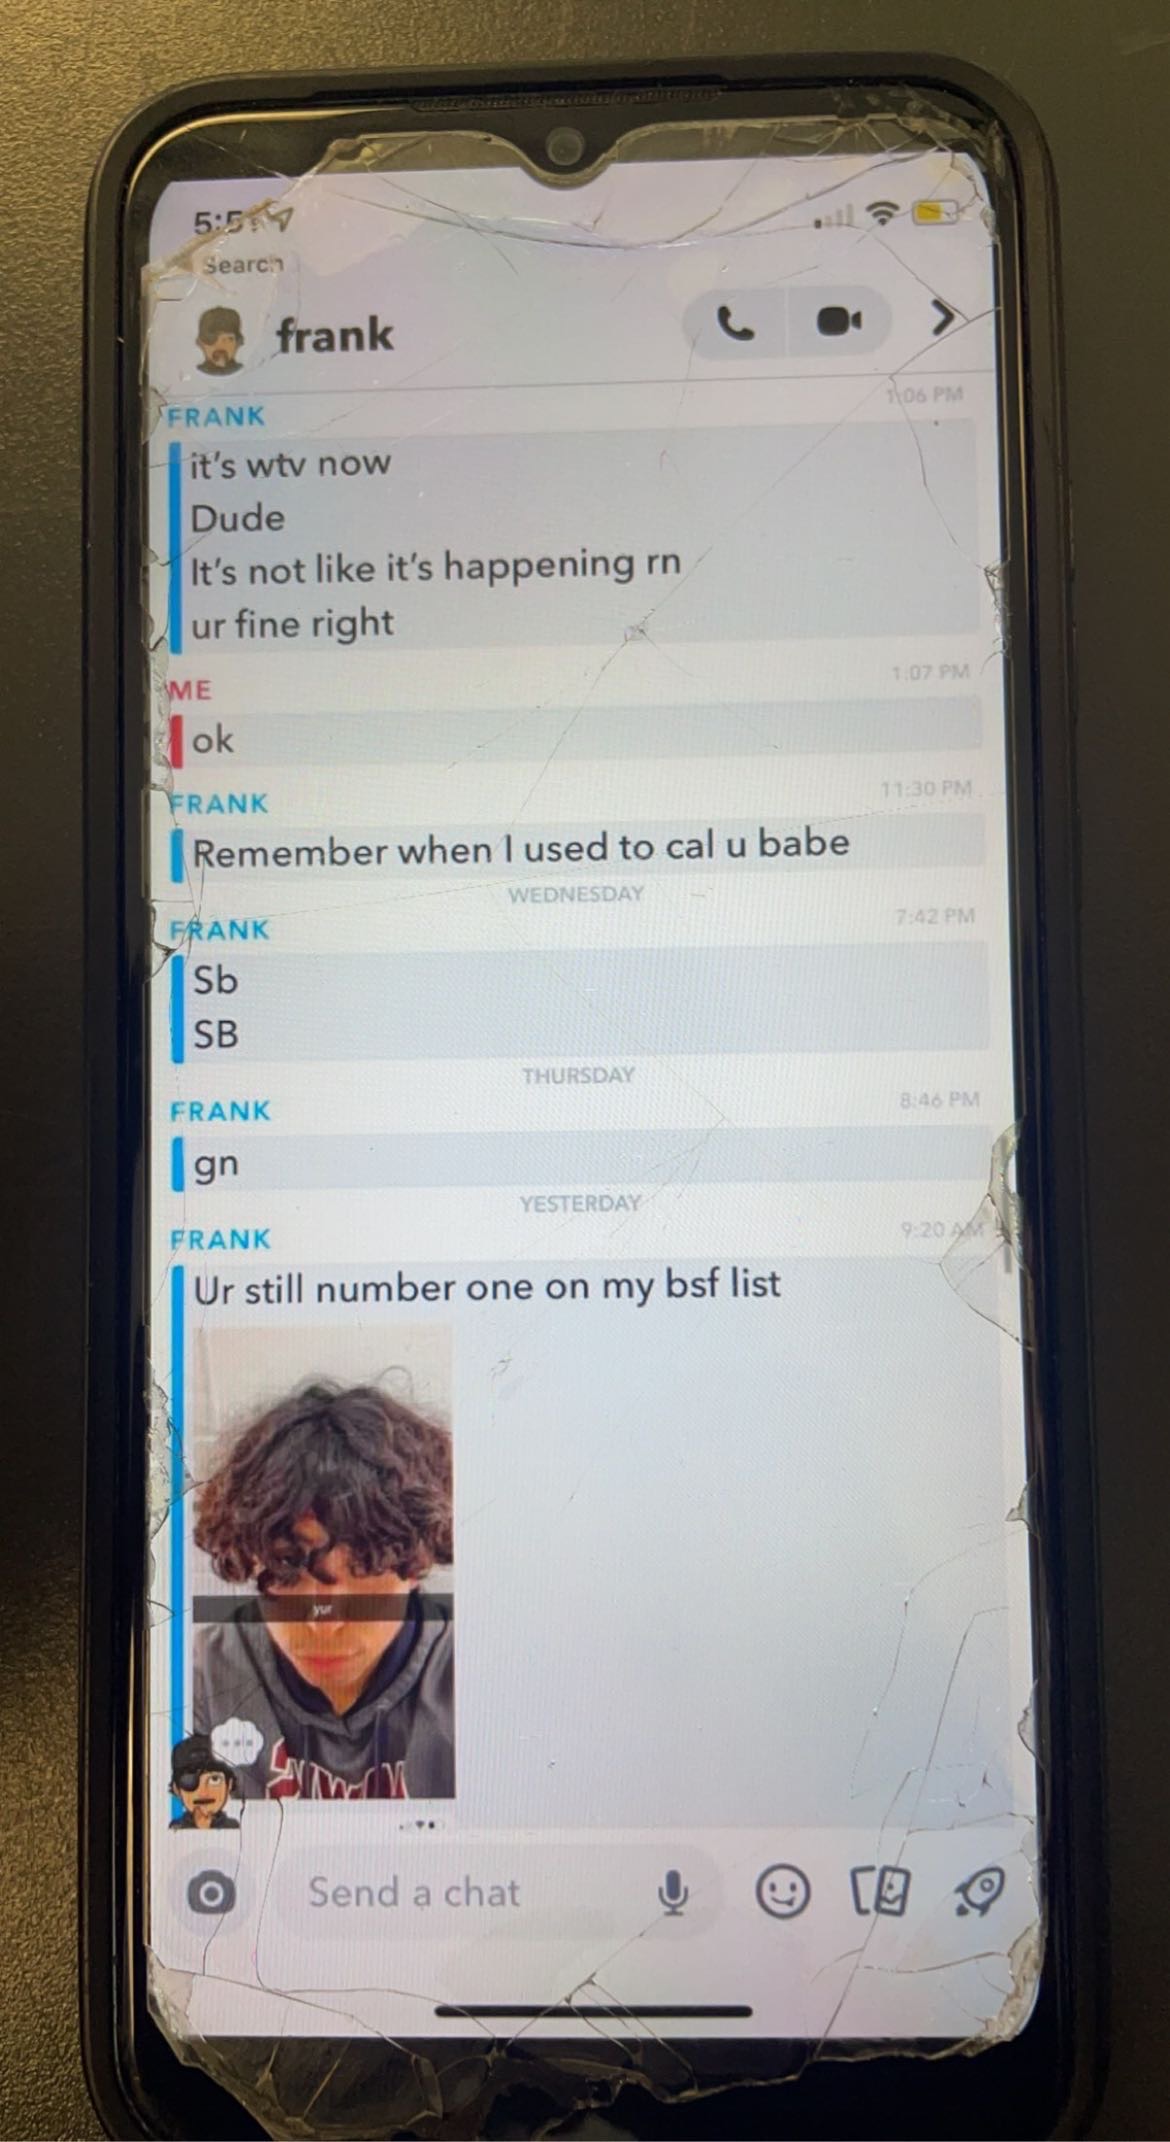 Search
frank
1:06 PM
FRANK
it's wtv now
Dude
It's not like it's happening rn
ur fine right
1:07 PM
ME
ok
11:30 PM
FRANK
Remember when I used to cal u babe
WEDNESDAY
7:42 PM
FRANK
Sb
SB
THURSDAY
8:46 PM
FRANK
gn
YESTERDAY
9:20 AM
FRANK
Ur still number one on my bsf list
yur
Send a chat